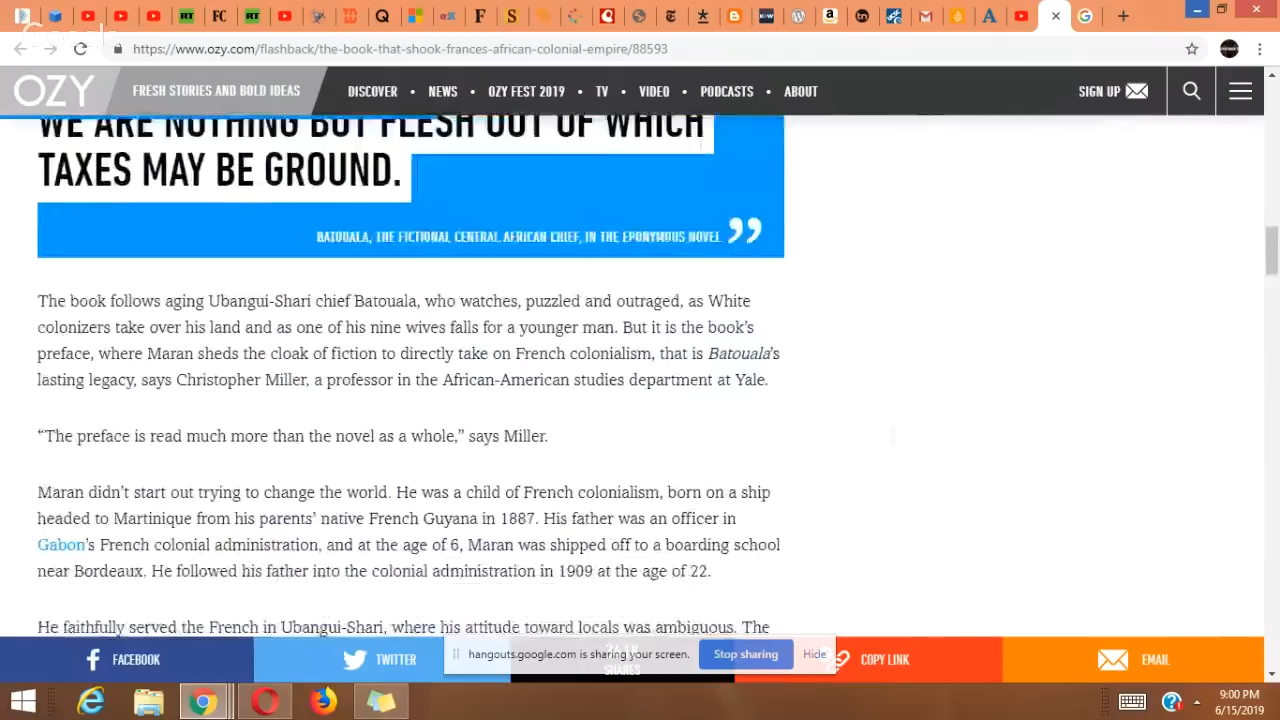 https://www.ozy.com/flashback/the-book-that-shook-frances-african-colonial-empire/88593
OZY
FRESH STORIES AND BOLD IDEAS
DISCOVER • NEWS • OZY FEST 2019 • TV • VIDEO • PODCASTS • ABOUT
SIGN UP
WE ARE NOTHING BUT FLESH OUT OF WHICH
TAXES MAY BE GROUND.
BATOUALA, THE FICTIONAL CENTRAL AFRICAN CHIEF, IN THE EPONYMOUS NOVEL ”
The book follows aging Ubangui-Shari chief Batouala, who watches, puzzled and outraged, as White
colonizers take over his land and as one of his nine wives falls for a younger man. But it is the book’s
preface, where Maran sheds the cloak of fiction to directly take on French colonialism, that is Batouala’s
lasting legacy, says Christopher Miller, a professor in the African-American studies department at Yale.
“The preface is read much more than the novel as a whole,” says Miller.
Maran didn’t start out trying to change the world. He was a child of French colonialism, born on a ship
headed to Martinique from his parents’ native French Guyana in 1887. His father was an officer in
Gabon’s French colonial administration, and at the age of 6, Maran was shipped off to a boarding school
near Bordeaux. He followed his father into the colonial administration in 1909 at the age of 22.
He faithfully served the French in Ubangui-Shari, where his attitude toward locals was ambiguous. The
FACEBOOK
TWITTER
hangouts.google.com is sharing your screen.
Stop sharing
Hide
SHARES
COPY LINK
EMAIL
9:00 PM
6/15/2019